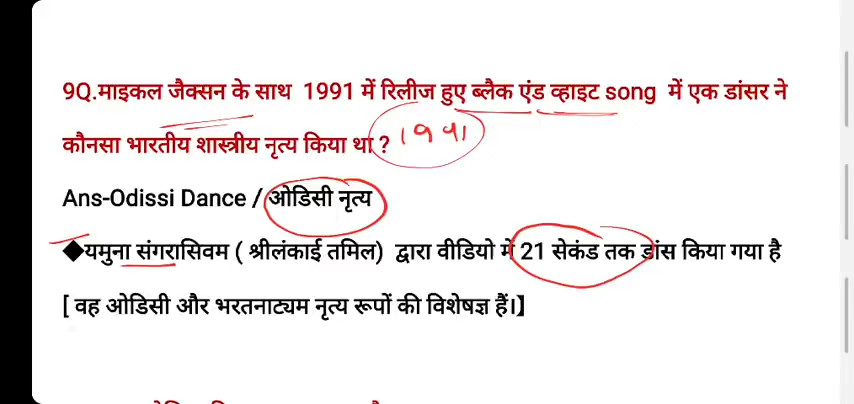 9Q.माइकल जैक्सन के साथ 1991 में रिलीज हुए ब्लैक एंड व्हाइट song में एक डांसर ने
कौनसा भारतीय शास्त्रीय नृत्य किया था ? 1991
Ans-Odissi Dance / ओडिसी नृत्य
◆यमुना संगरासिवम ( श्रीलंकाई तमिल) द्वारा वीडियो में 21 सेकंड तक डांस किया गया है
[ वह ओडिसी और भरतनाट्यम नृत्य रूपों की विशेषज्ञ हैं।】